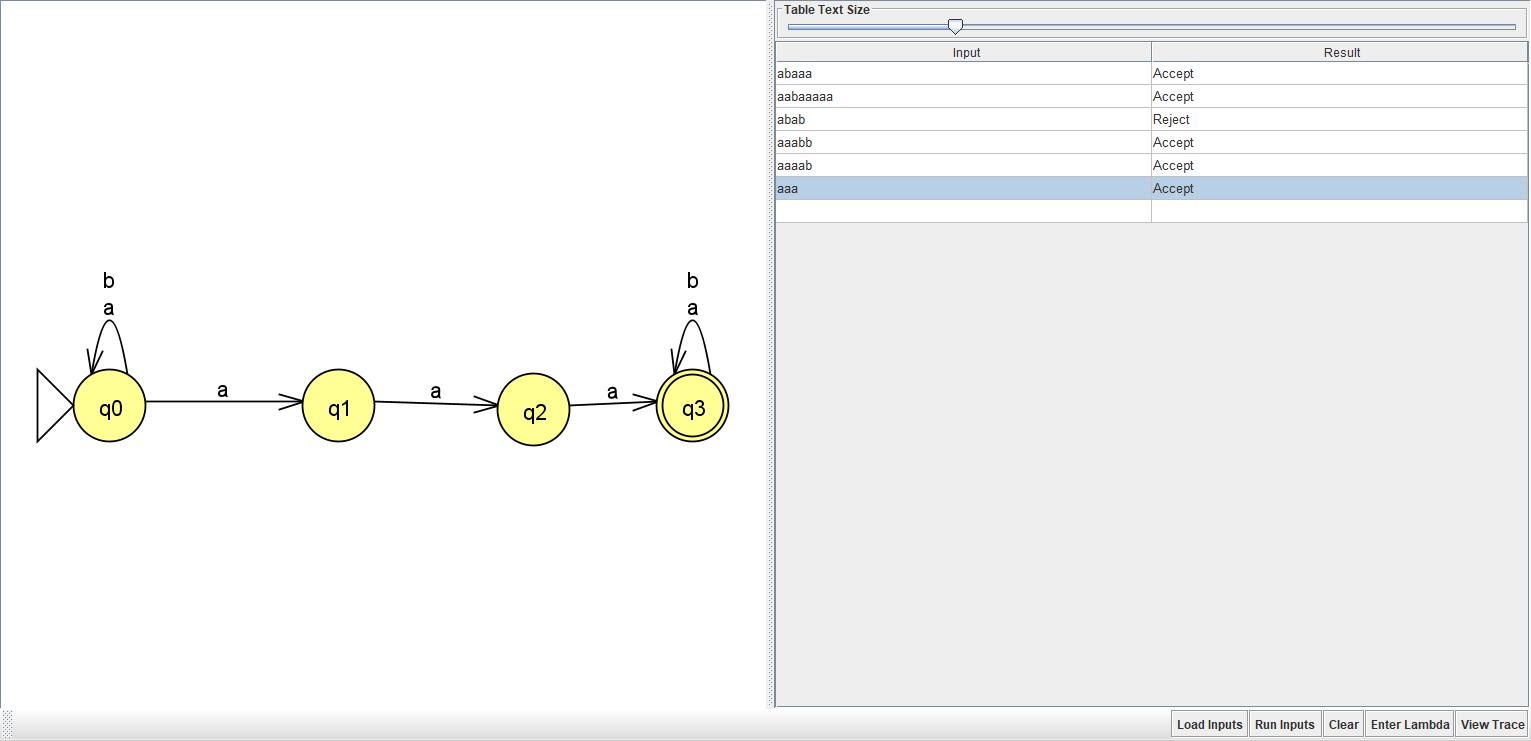 b
a
b
a
q0
a
q1
a
q2
a
q3
Table Text Size
Input Result
abaaa Accept
aabaaaaa Accept
abab Reject
aaabb Accept
aaaab Accept
aaa Accept
Load Inputs Run Inputs Clear Enter Lambda View Trace